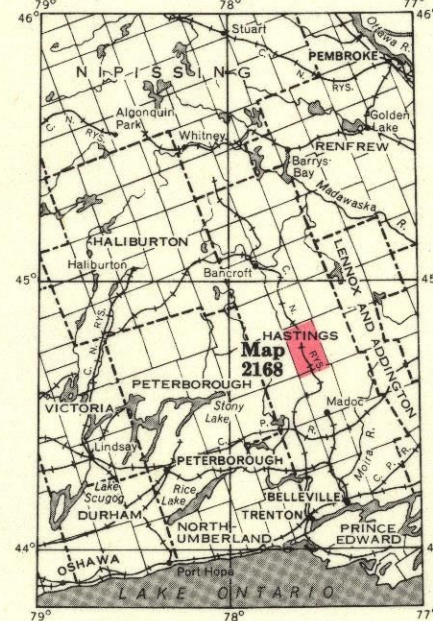 46°
79°
78°
77°
46°
Stuart
Ottawa R.
PEMBROKE
NIPISSING
C. N. RYS.
Algonquin
Park
Whitney
Golden
Lake
RENFREW
Barrys
Bay
Madawaska R.
HALIBURTON
Haliburton
45°
Bancroft
45°
LENNOX AND ADDINGTON
C. N. RYS.
HASTINGS
Map
2168
C. N. RYS.
PETERBOROUGH
VICTORIA
Stony
Lake
Madoc
Lindsay
C. P. R.
Moira R.
PETERBOROUGH
C. P. R.
Lake
Scugog
Rice
Lake
BELLEVILLE
DURHAM
NORTH-
UMBERLAND
TRENTON
PRINCE
EDWARD
44°
44°
OSHAWA
Port Hope
LAKE ONTARIO
79°
78°
77°